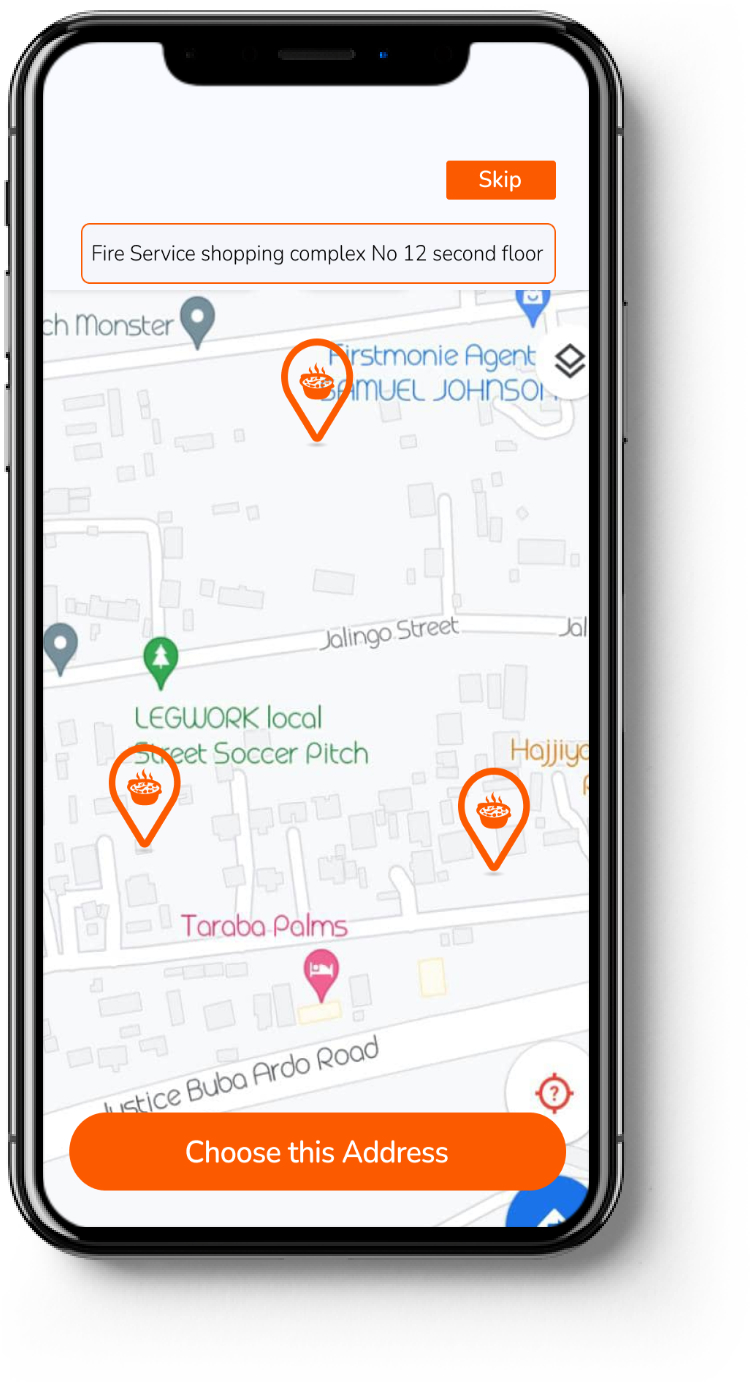 Skip
Fire Service shopping complex No 12 second floor
ch Monster
Firstmonie Agent
SAMUEL JOHNSON
Jalingo Street
Jal
LEGWORK local
Street Soccer Pitch
Hajjiya
Taraba Palms
Justice Buba Ardo Road
?
Choose this Address